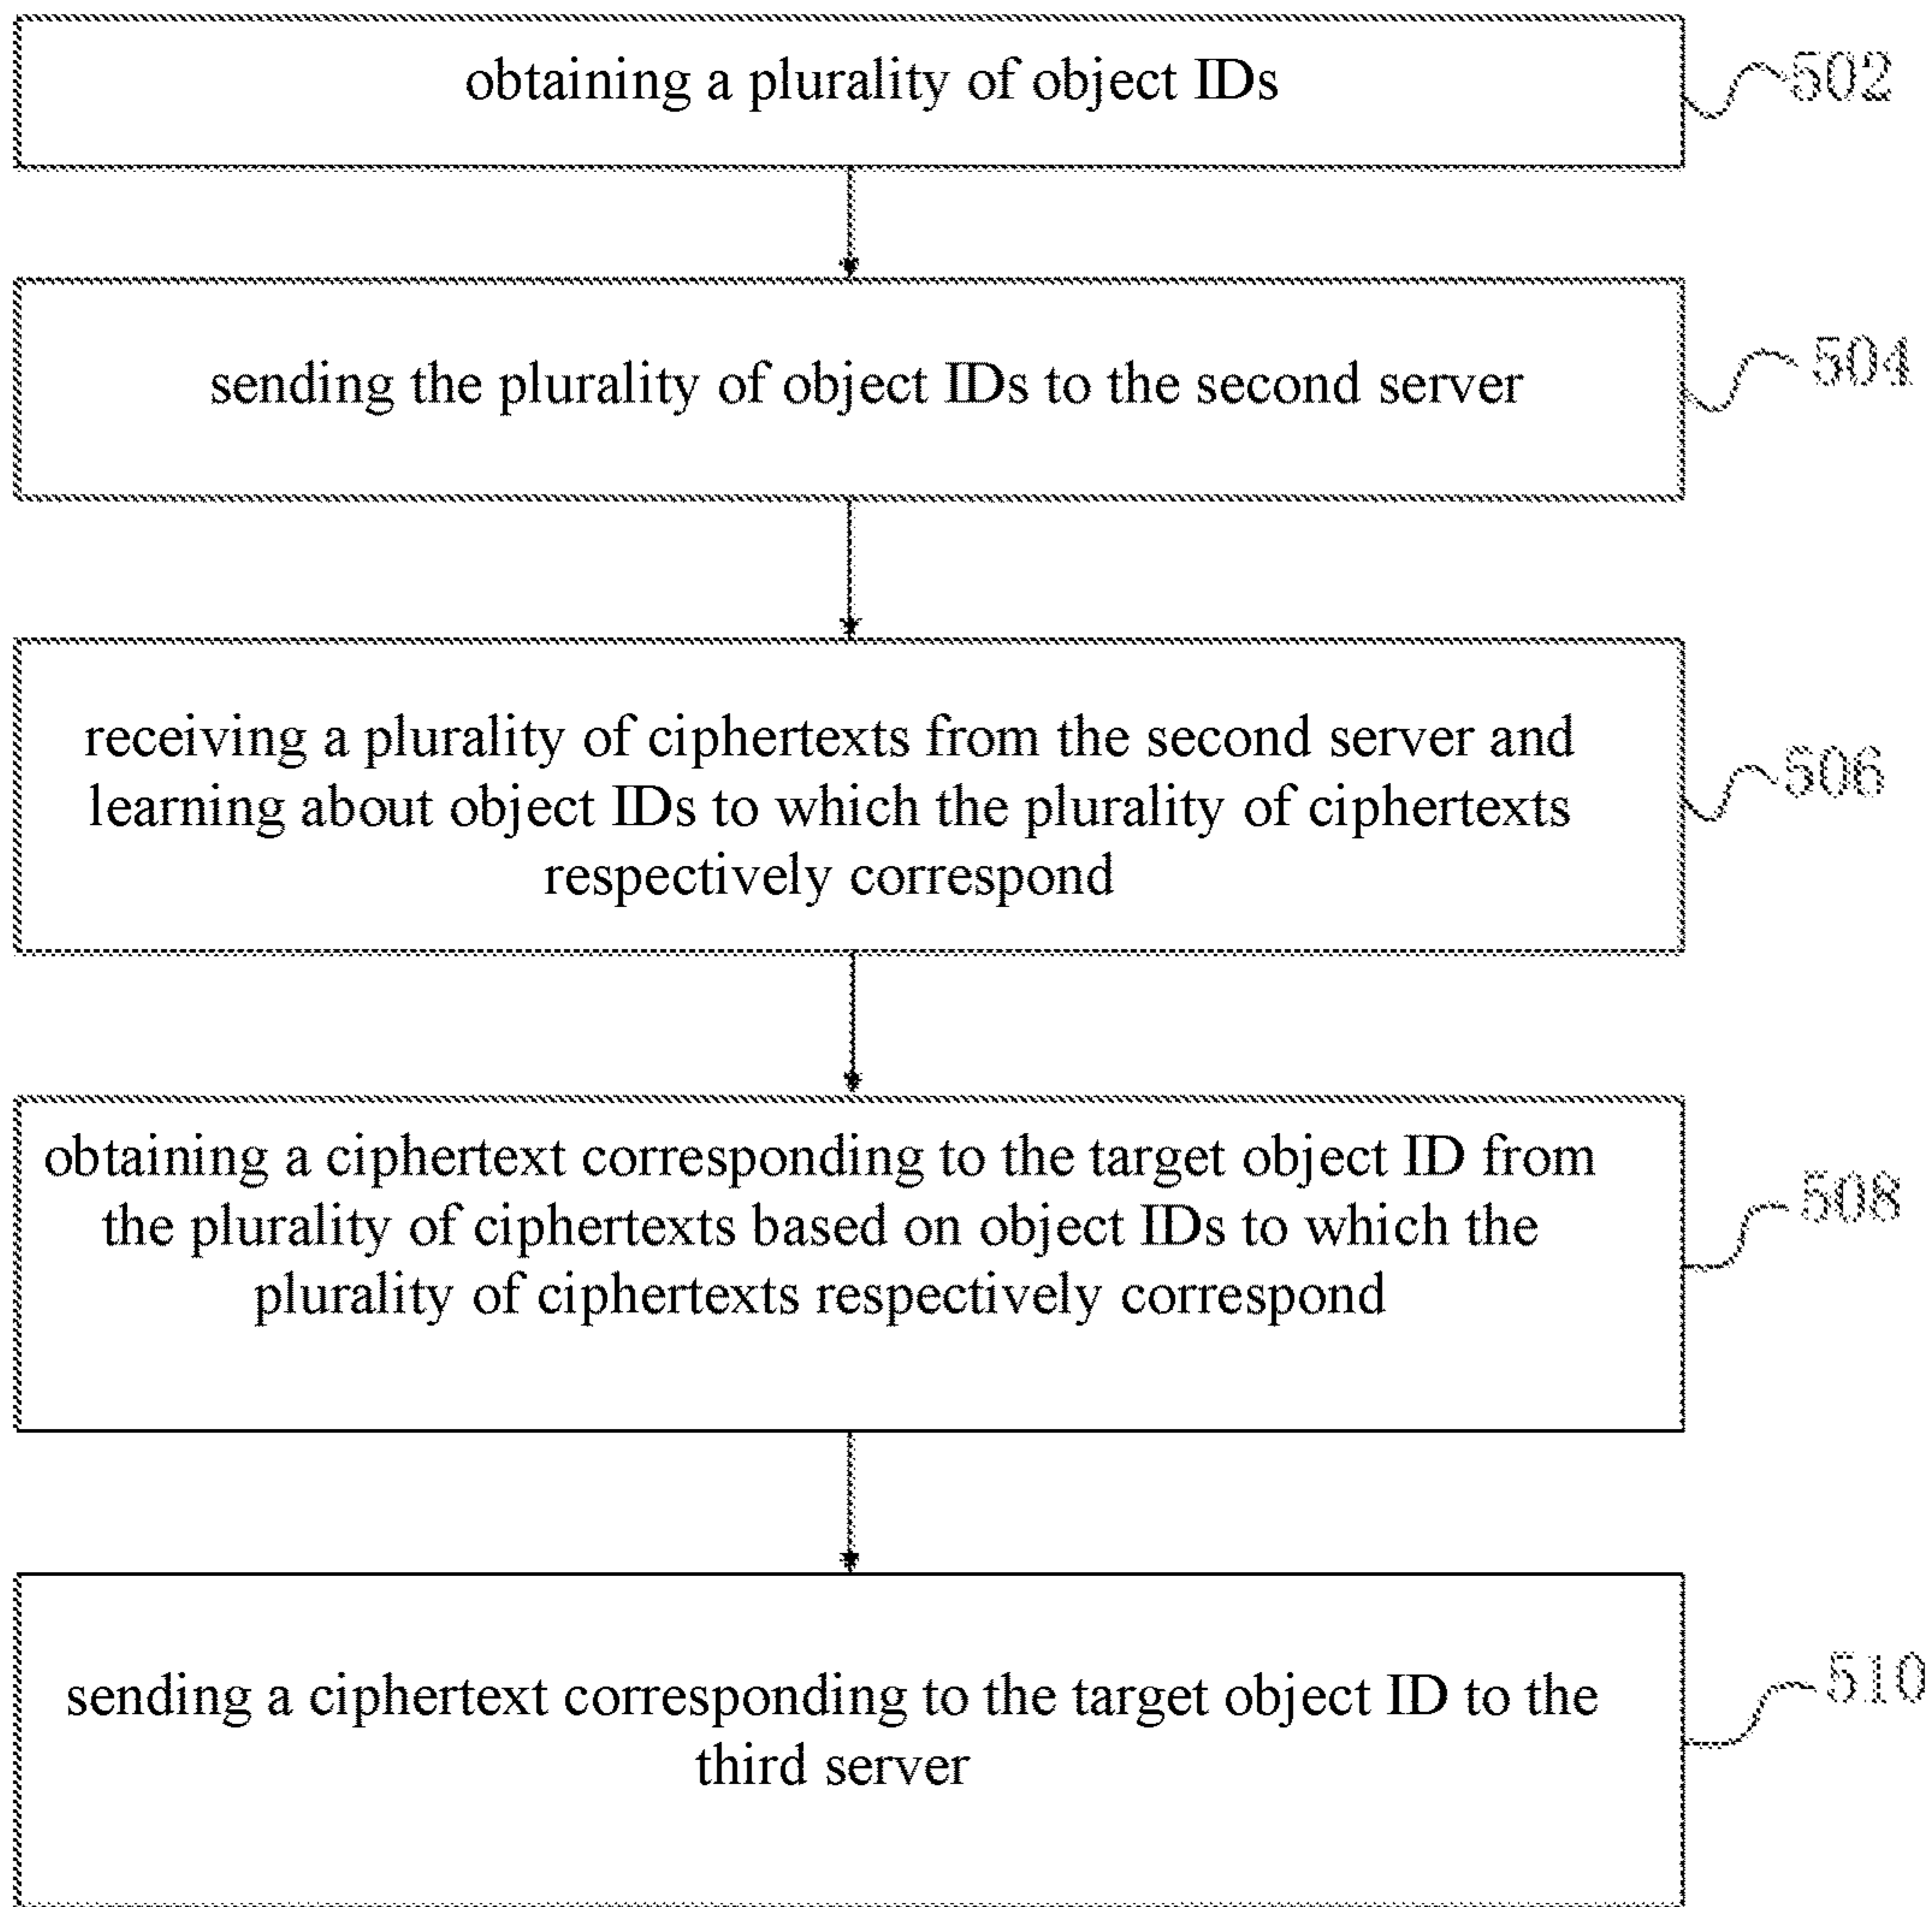 obtaining a plurality of object IDs
502
sending the plurality of object IDs to the second server
504
receiving a plurality of ciphertexts from the second server and
learning about object IDs to which the plurality of ciphertexts
respectively correspond
506
obtaining a ciphertext corresponding to the target object ID from
the plurality of ciphertexts based on object IDs to which the
plurality of ciphertexts respectively correspond
508
sending a ciphertext corresponding to the target object ID to the
third server
510